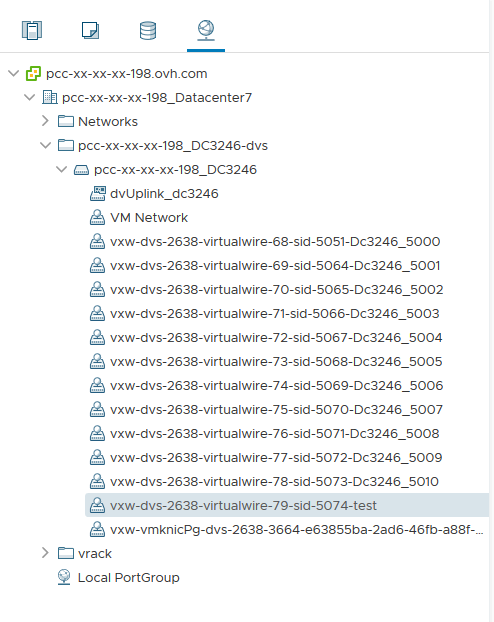 pcc-xx-xx-xx-198.ovh.com
pcc-xx-xx-xx-198_Datacenter7
Networks
pcc-xx-xx-xx-198_DC3246-dvs
pcc-xx-xx-xx-198_DC3246
dvUplink_dc3246
VM Network
vxw-dvs-2638-virtualwire-68-sid-5051-Dc3246_5000
vxw-dvs-2638-virtualwire-69-sid-5064-Dc3246_5001
vxw-dvs-2638-virtualwire-70-sid-5065-Dc3246_5002
vxw-dvs-2638-virtualwire-71-sid-5066-Dc3246_5003
vxw-dvs-2638-virtualwire-72-sid-5067-Dc3246_5004
vxw-dvs-2638-virtualwire-73-sid-5068-Dc3246_5005
vxw-dvs-2638-virtualwire-74-sid-5069-Dc3246_5006
vxw-dvs-2638-virtualwire-75-sid-5070-Dc3246_5007
vxw-dvs-2638-virtualwire-76-sid-5071-Dc3246_5008
vxw-dvs-2638-virtualwire-77-sid-5072-Dc3246_5009
vxw-dvs-2638-virtualwire-78-sid-5073-Dc3246_5010
vxw-dvs-2638-virtualwire-79-sid-5074-test
vxw-vmknicPg-dvs-2638-3664-e63855ba-2ad6-46fb-a88f-...
vrack
Local PortGroup